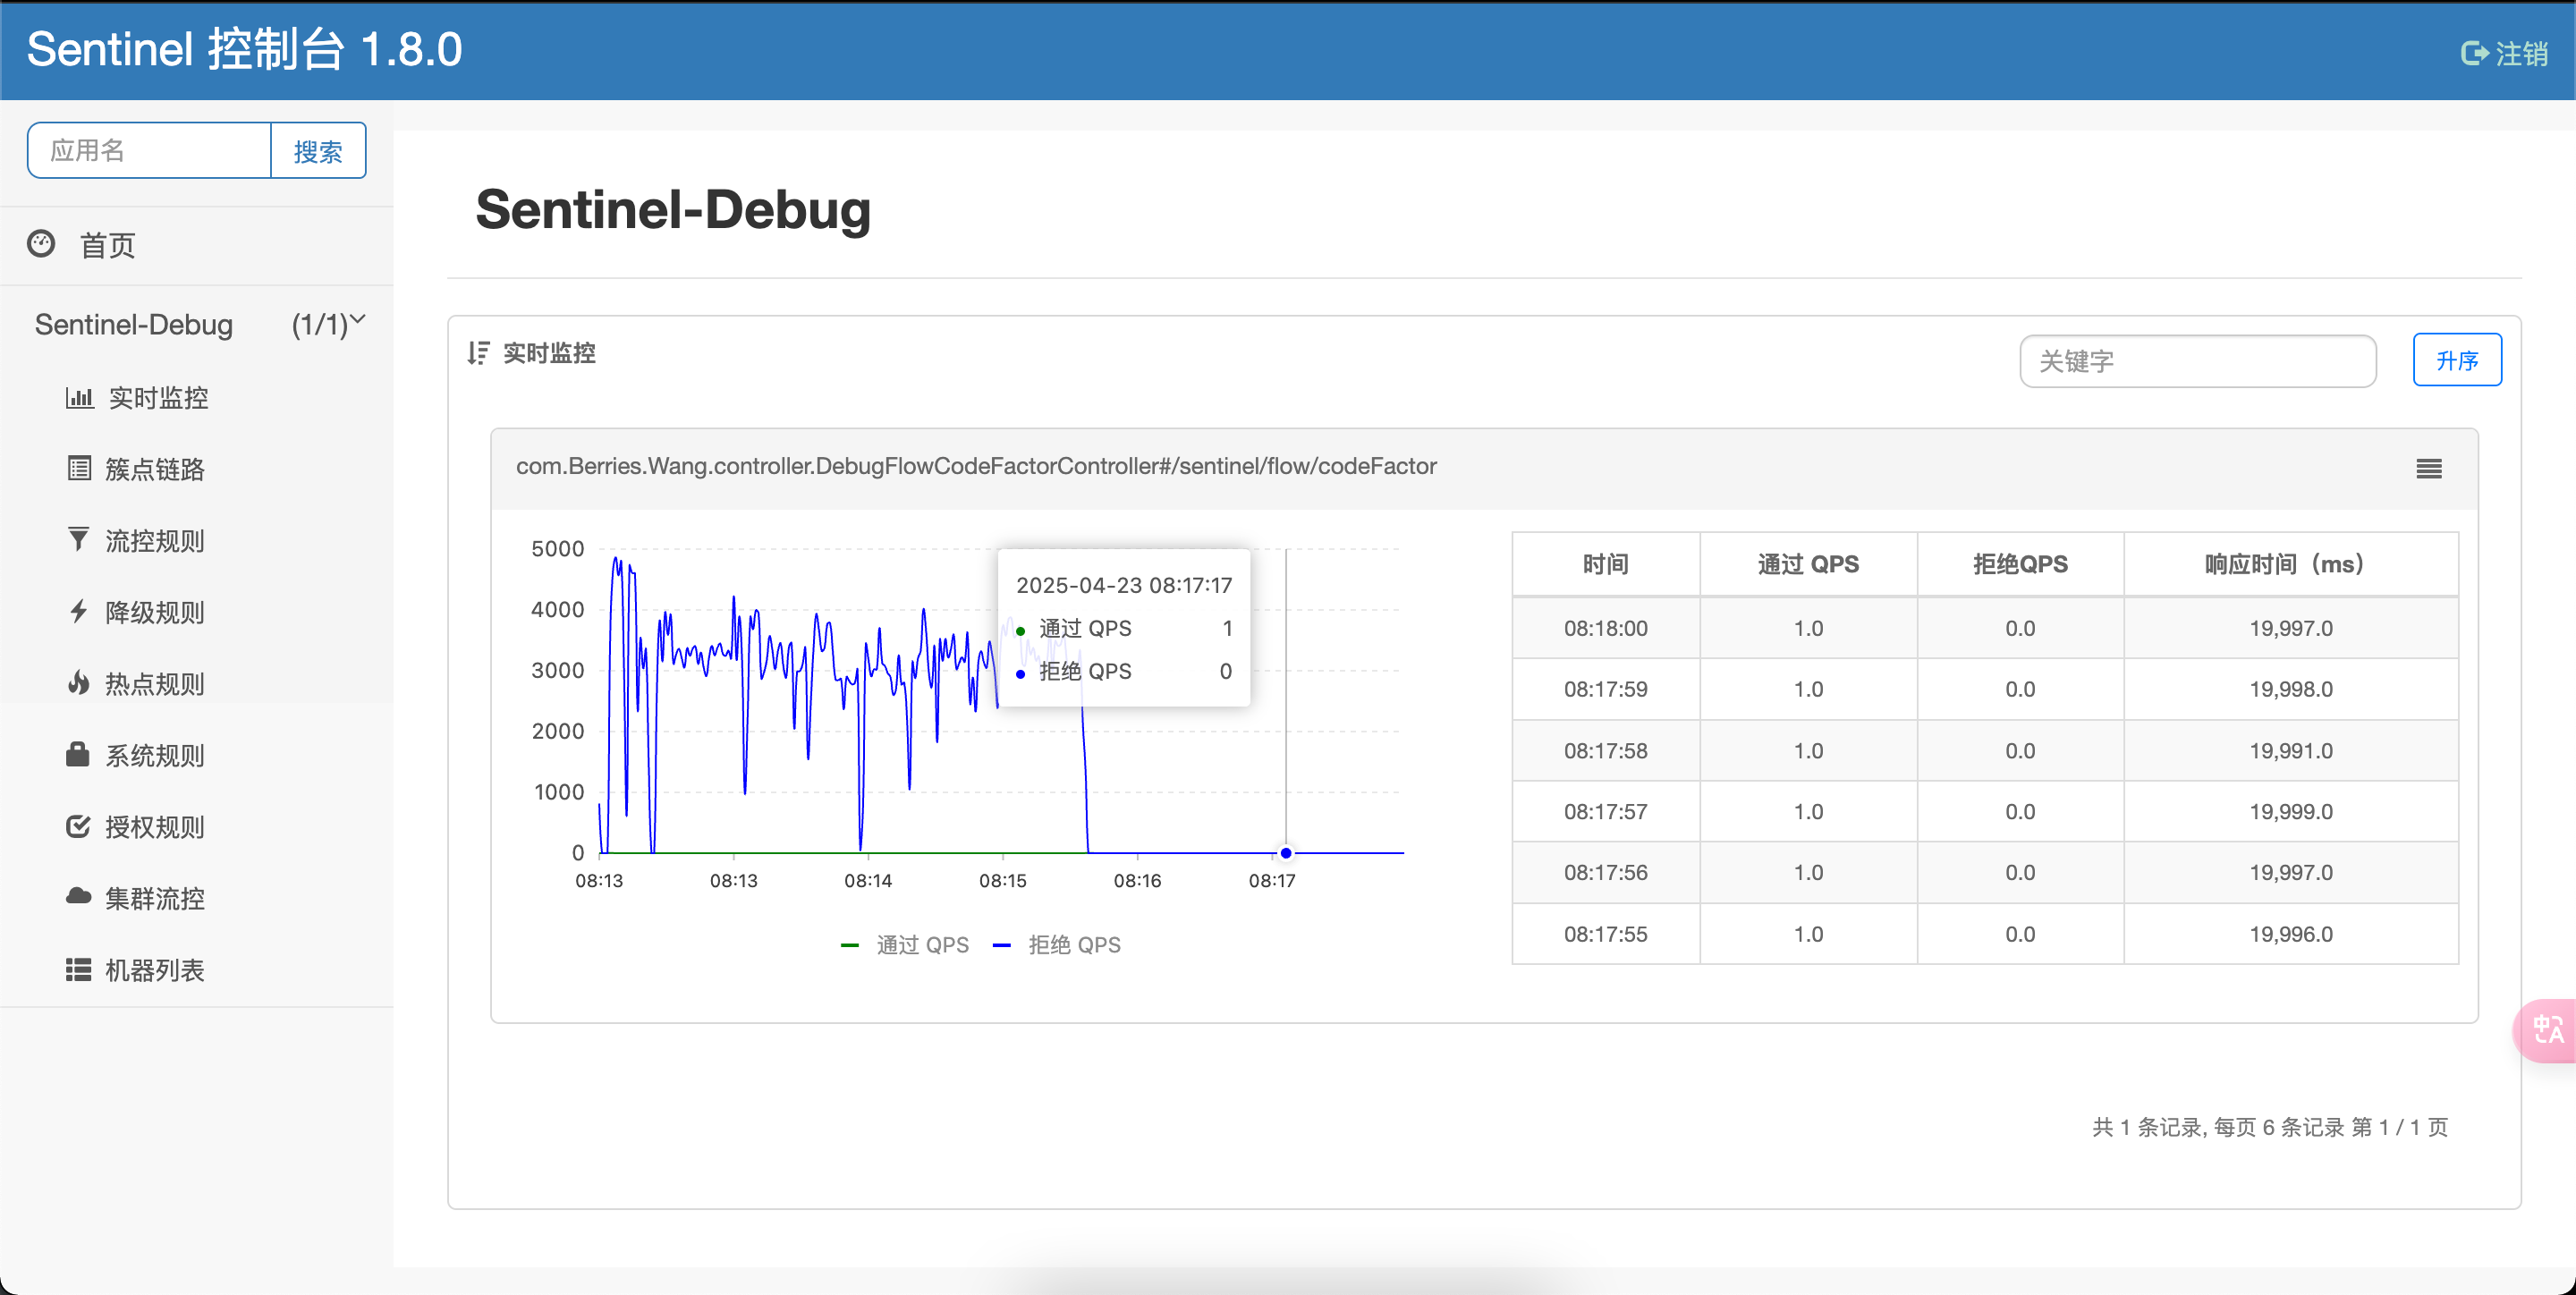 Sentinel 控制台 1.8.0
注销
应用名
搜索
首页
Sentinel-Debug (1/1)
实时监控
簇点链路
流控规则
降级规则
热点规则
系统规则
授权规则
集群流控
机器列表
Sentinel-Debug
实时监控
关键字
升序
com.Berries.Wang.controller.DebugFlowCodeFactorController#/sentinel/flow/codeFactor
5000
4000
3000
2000
1000
0
08:13 08:13 08:14 08:15 08:16 08:17
2025-04-23 08:17:17
通过 QPS 1
拒绝 QPS 0
通过 QPS 拒绝 QPS
时间 通过 QPS 拒绝QPS 响应时间（ms）
08:18:00 1.0 0.0 19,997.0
08:17:59 1.0 0.0 19,998.0
08:17:58 1.0 0.0 19,991.0
08:17:57 1.0 0.0 19,999.0
08:17:56 1.0 0.0 19,997.0
08:17:55 1.0 0.0 19,996.0
中A
共 1 条记录, 每页 6 条记录 第 1 / 1 页